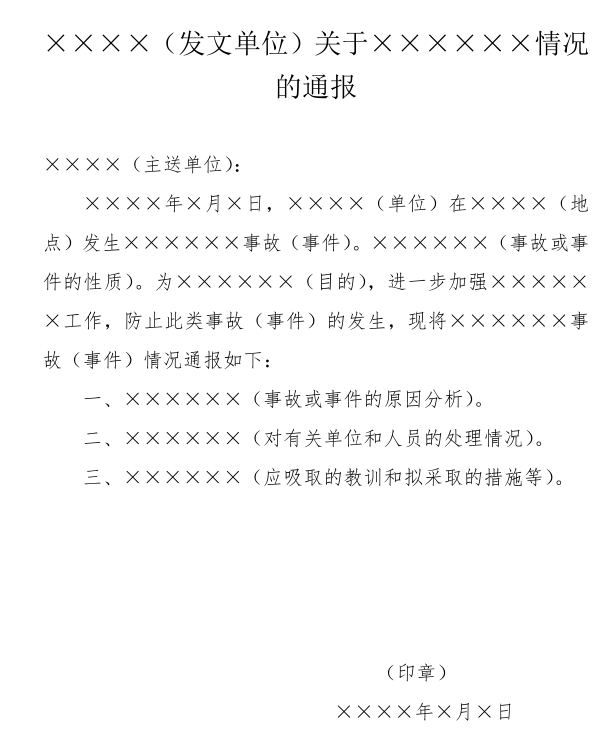 ××××（发文单位）关于××××××情况
的通报
××××（主送单位）：
××××年×月×日，××××（单位）在××××（地
点）发生××××××事故（事件）。××××××（事故或事
件的性质）。为××××××（目的），进一步加强×××××
×工作，防止此类事故（事件）的发生，现将××××××事
故（事件）情况通报如下：
一、××××××（事故或事件的原因分析）。
二、××××××（对有关单位和人员的处理情况）。
三、××××××（应吸取的教训和拟采取的措施等）。
（印章）
××××年×月×日